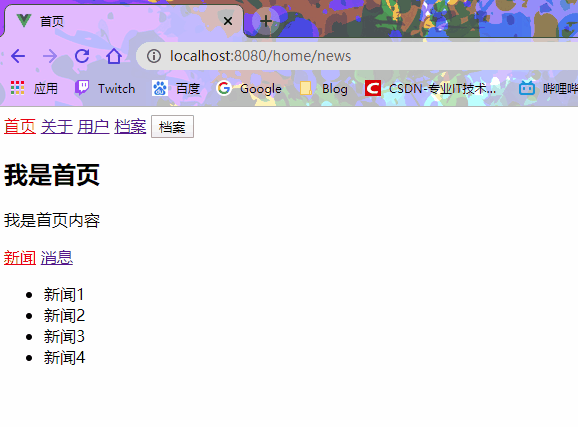 首页
localhost:8080/home/news
应用 Twitch 百度 Google Blog CSDN-专业IT技术... 哔哩哔
首页 关于 用户 档案 档案
我是首页
我是首页内容
新闻 消息
新闻1
新闻2
新闻3
新闻4